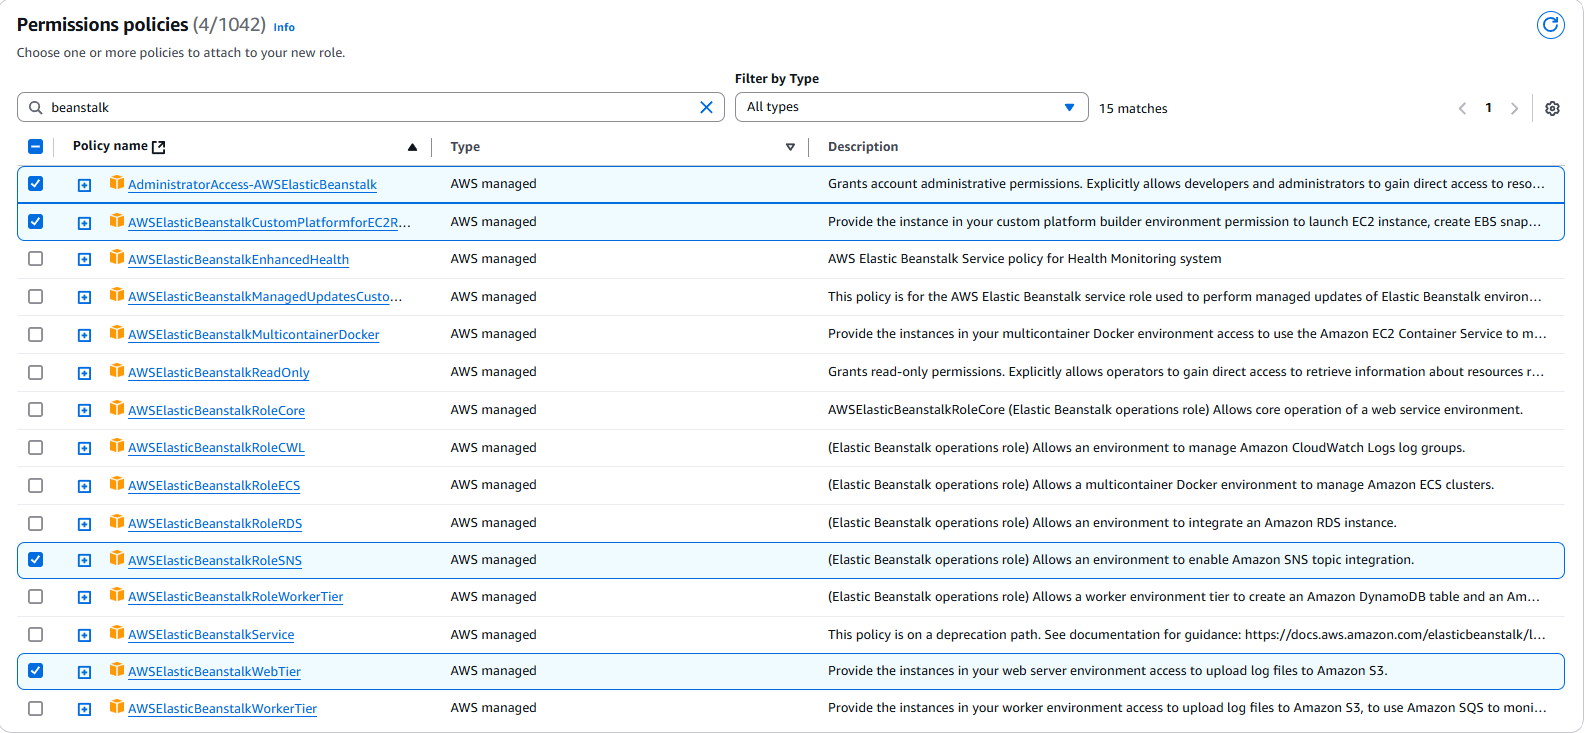 Permissions policies (4/1042) Info
Choose one or more policies to attach to your new role.
Filter by Type
beanstalk All types 15 matches 1
Policy name Type Description
AdministratorAccess-AWSElasticBeanstalk AWS managed Grants account administrative permissions. Explicitly allows developers and administrators to gain direct access to reso...
AWSElasticBeanstalkCustomPlatformforEC2R... AWS managed Provide the instance in your custom platform builder environment permission to launch EC2 instance, create EBS snap...
AWSElasticBeanstalkEnhancedHealth AWS managed AWS Elastic Beanstalk Service policy for Health Monitoring system
AWSElasticBeanstalkManagedUpdatesCusto... AWS managed This policy is for the AWS Elastic Beanstalk service role used to perform managed updates of Elastic Beanstalk environ...
AWSElasticBeanstalkMulticontainerDocker AWS managed Provide the instances in your multicontainer Docker environment access to use the Amazon EC2 Container Service to m...
AWSElasticBeanstalkReadOnly AWS managed Grants read-only permissions. Explicitly allows operators to gain direct access to retrieve information about resources r...
AWSElasticBeanstalkRoleCore AWS managed AWSElasticBeanstalkRoleCore (Elastic Beanstalk operations role) Allows core operation of a web service environment.
AWSElasticBeanstalkRoleCWL AWS managed (Elastic Beanstalk operations role) Allows an environment to manage Amazon CloudWatch Logs log groups.
AWSElasticBeanstalkRoleECS AWS managed (Elastic Beanstalk operations role) Allows a multicontainer Docker environment to manage Amazon ECS clusters.
AWSElasticBeanstalkRoleRDS AWS managed (Elastic Beanstalk operations role) Allows an environment to integrate an Amazon RDS instance.
AWSElasticBeanstalkRoleSNS AWS managed (Elastic Beanstalk operations role) Allows an environment to enable Amazon SNS topic integration.
AWSElasticBeanstalkRoleWorkerTier AWS managed (Elastic Beanstalk operations role) Allows a worker environment tier to create an Amazon DynamoDB table and an Am...
AWSElasticBeanstalkService AWS managed This policy is on a deprecation path. See documentation for guidance: https://docs.aws.amazon.com/elasticbeanstalk/l...
AWSElasticBeanstalkWebTier AWS managed Provide the instances in your web server environment access to upload log files to Amazon S3.
AWSElasticBeanstalkWorkerTier AWS managed Provide the instances in your worker environment access to upload log files to Amazon S3, to use Amazon SQS to moni...